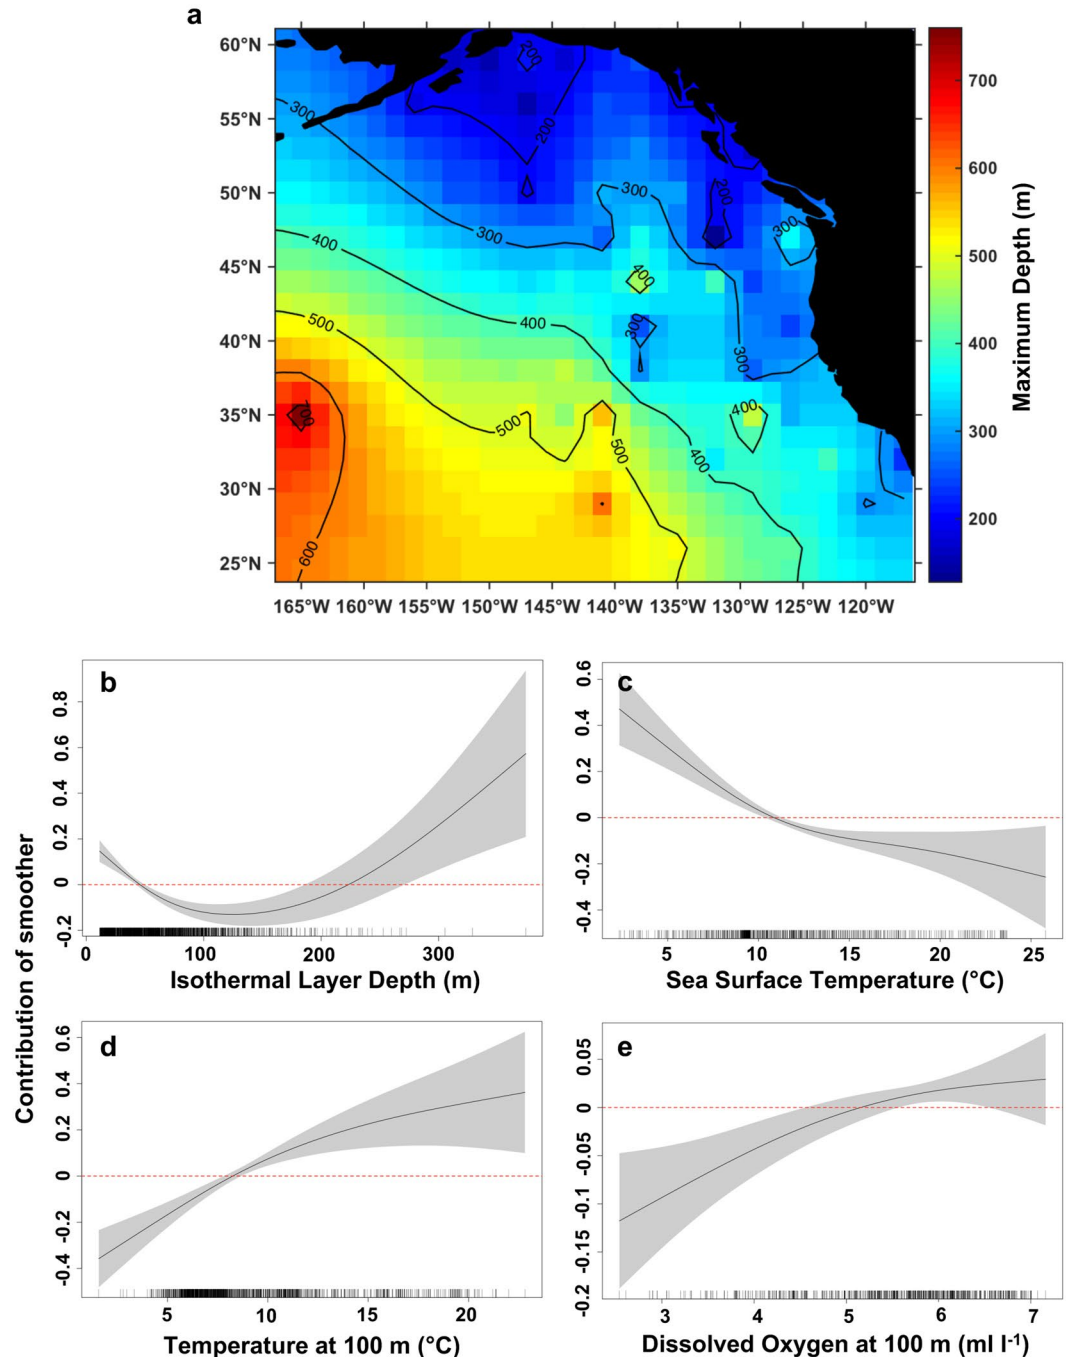 a
60°N
55°N
50°N
45°N
40°N
35°N
30°N
25°N
165°W 160°W 155°W 150°W 145°W 140°W 135°W 130°W 125°W 120°W
200
300
200
200
300
300
300
400
400
400
300
300
500
400
500
500
400
700
600
700
600
500
400
300
200
Maximum Depth (m)
Contribution of smoother
b
0.8
0.6
0.4
0.2
0
-0.2
0 100 200 300
Isothermal Layer Depth (m)
c
0.6
0.4
0.2
0
-0.2
-0.4
5 10 15 20 25
Sea Surface Temperature (°C)
d
0.6
0.4
0.2
0
-0.2
-0.4
5 10 15 20
Temperature at 100 m (°C)
e
0.05
0
-0.05
-0.1
-0.15
-0.2
3 4 5 6 7
Dissolved Oxygen at 100 m (ml l⁻¹)